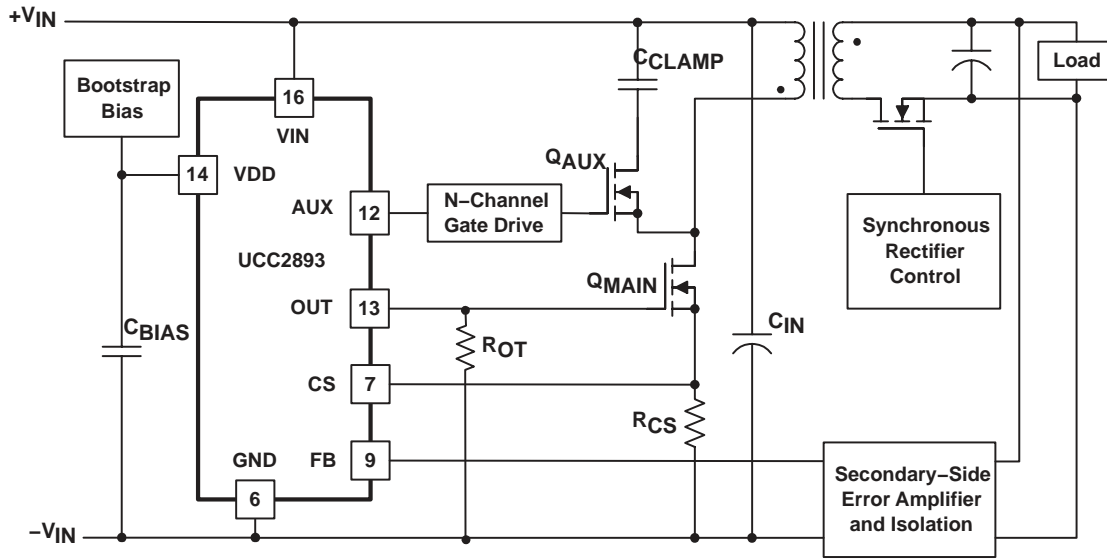 +VIN
Bootstrap
Bias
16
VIN
14
VDD
AUX
12
N−Channel
Gate Drive
QAUX
CCLAMP
Load
UCC2893
OUT
13
QMAIN
Synchronous
Rectifier
Control
CBIAS
ROT
CIN
CS
7
RCS
GND
FB
9
6
Secondary−Side
Error Amplifier
and Isolation
−VIN